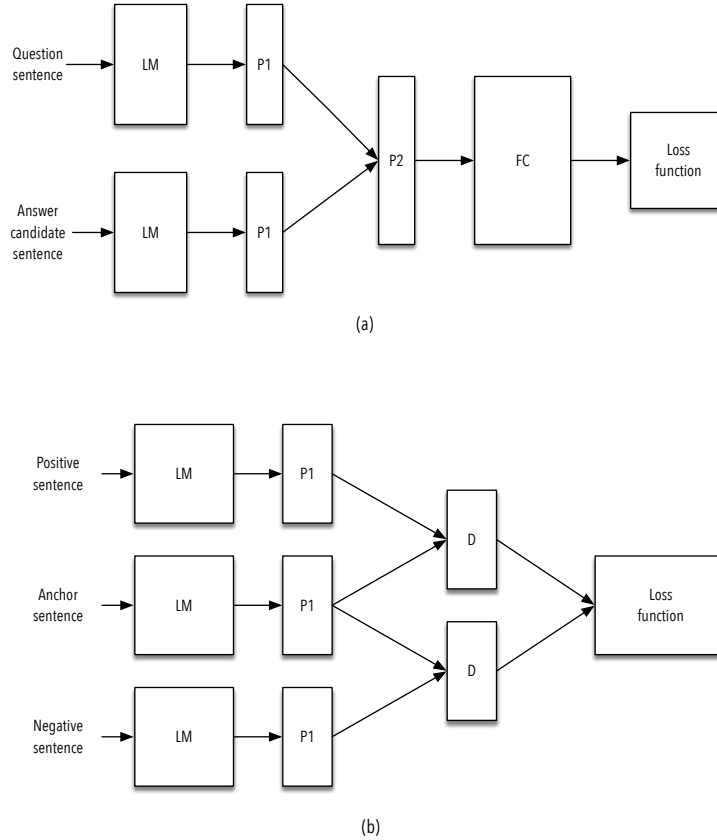 Question
sentence
LM
P1
Answer
candidate
sentence
LM
P1
P2
FC
Loss
function
(a)
Positive
sentence
LM
P1
Anchor
sentence
LM
P1
Negative
sentence
LM
P1
D
D
Loss
function
(b)